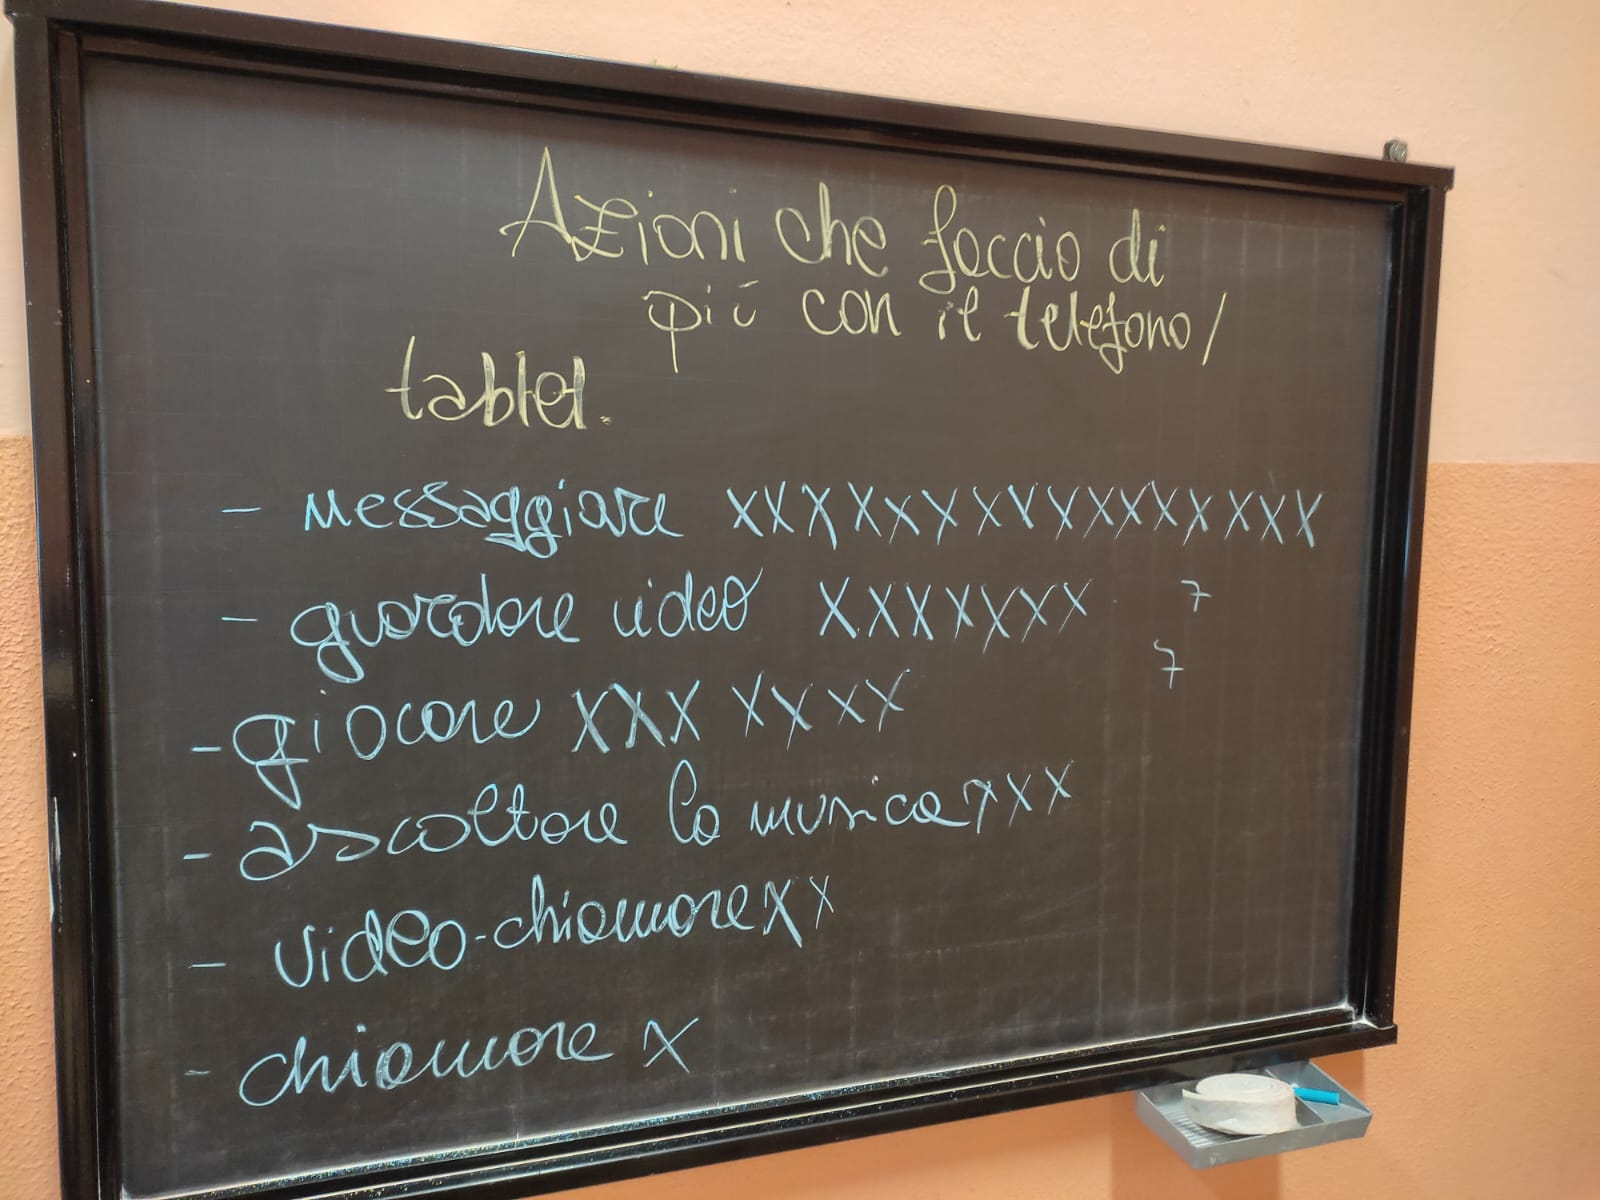 Azioni che faccio di
più con il telefono/
tablet.
- messaggiare XXXXXXXXXXXXXXXXX
- guardare video XXXXXXX 7
7
- giocare XXX XXXX
- ascoltare la musica XXX
- video-chiamare XX
- chiamare X